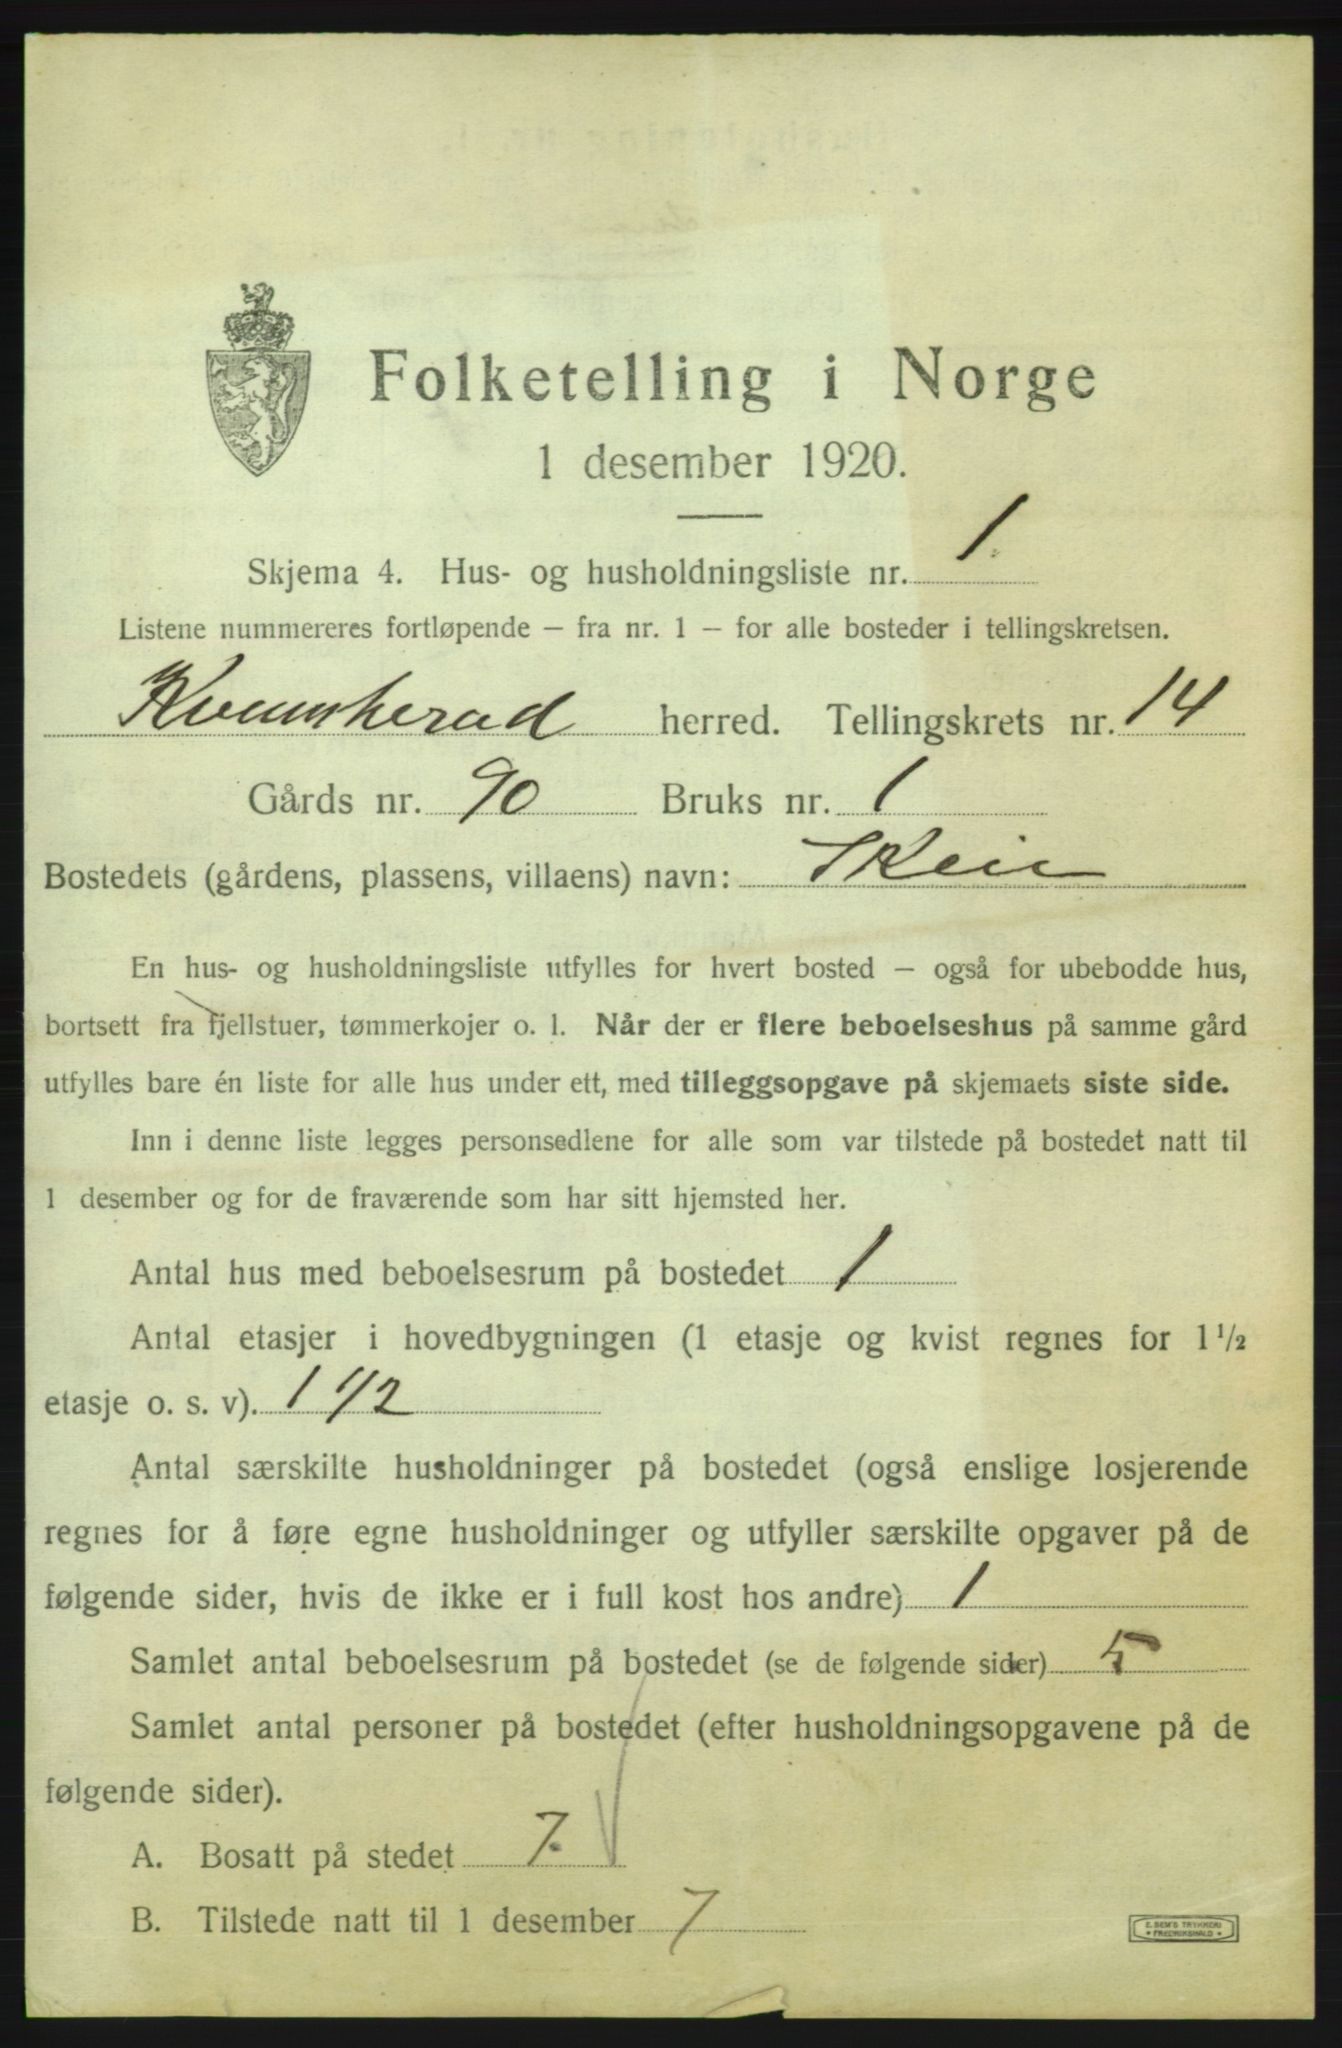 Folketelling i Norge
1 desember 1920.
Skjema 4. Hus- og husholdningsliste nr. 1
Listene nummereres fortløpende – fra nr. 1 – for alle bosteder i tellingskretsen.
Kvinnherad herred. Tellingskrets nr. 14
Gårds nr. 90 Bruks nr. 1
Bostedets (gårdens, plassens, villaens) navn: Skeie
En hus- og husholdningsliste utfylles for hvert bosted – også for ubebodde hus,
bortsett fra fjellstuer, tømmerkojer o. l. Når der er flere beboelseshus på samme gård
utfylles bare én liste for alle hus under ett, med tilleggsopgave på skjemaets siste side.
Inn i denne liste legges personsedlene for alle som var tilstede på bostedet natt til
1 desember og for de fraværende som har sitt hjemsted her.
Antal hus med beboelsesrum på bostedet 1
Antal etasjer i hovedbygningen (1 etasje og kvist regnes for 1 1/2
etasje o. s. v). 1 1/2
Antal særskilte husholdninger på bostedet (også enslige losjerende
regnes for å føre egne husholdninger og utfyller særskilte opgaver på de
følgende sider, hvis de ikke er i full kost hos andre) 1
Samlet antal beboelsesrum på bostedet (se de følgende sider) 5
Samlet antal personer på bostedet (efter husholdningsopgavene på de
følgende sider).
A. Bosatt på stedet 7
B. Tilstede natt til 1 desember 7
E. SEM'S TRYKKERI
FREDRIKSHALD